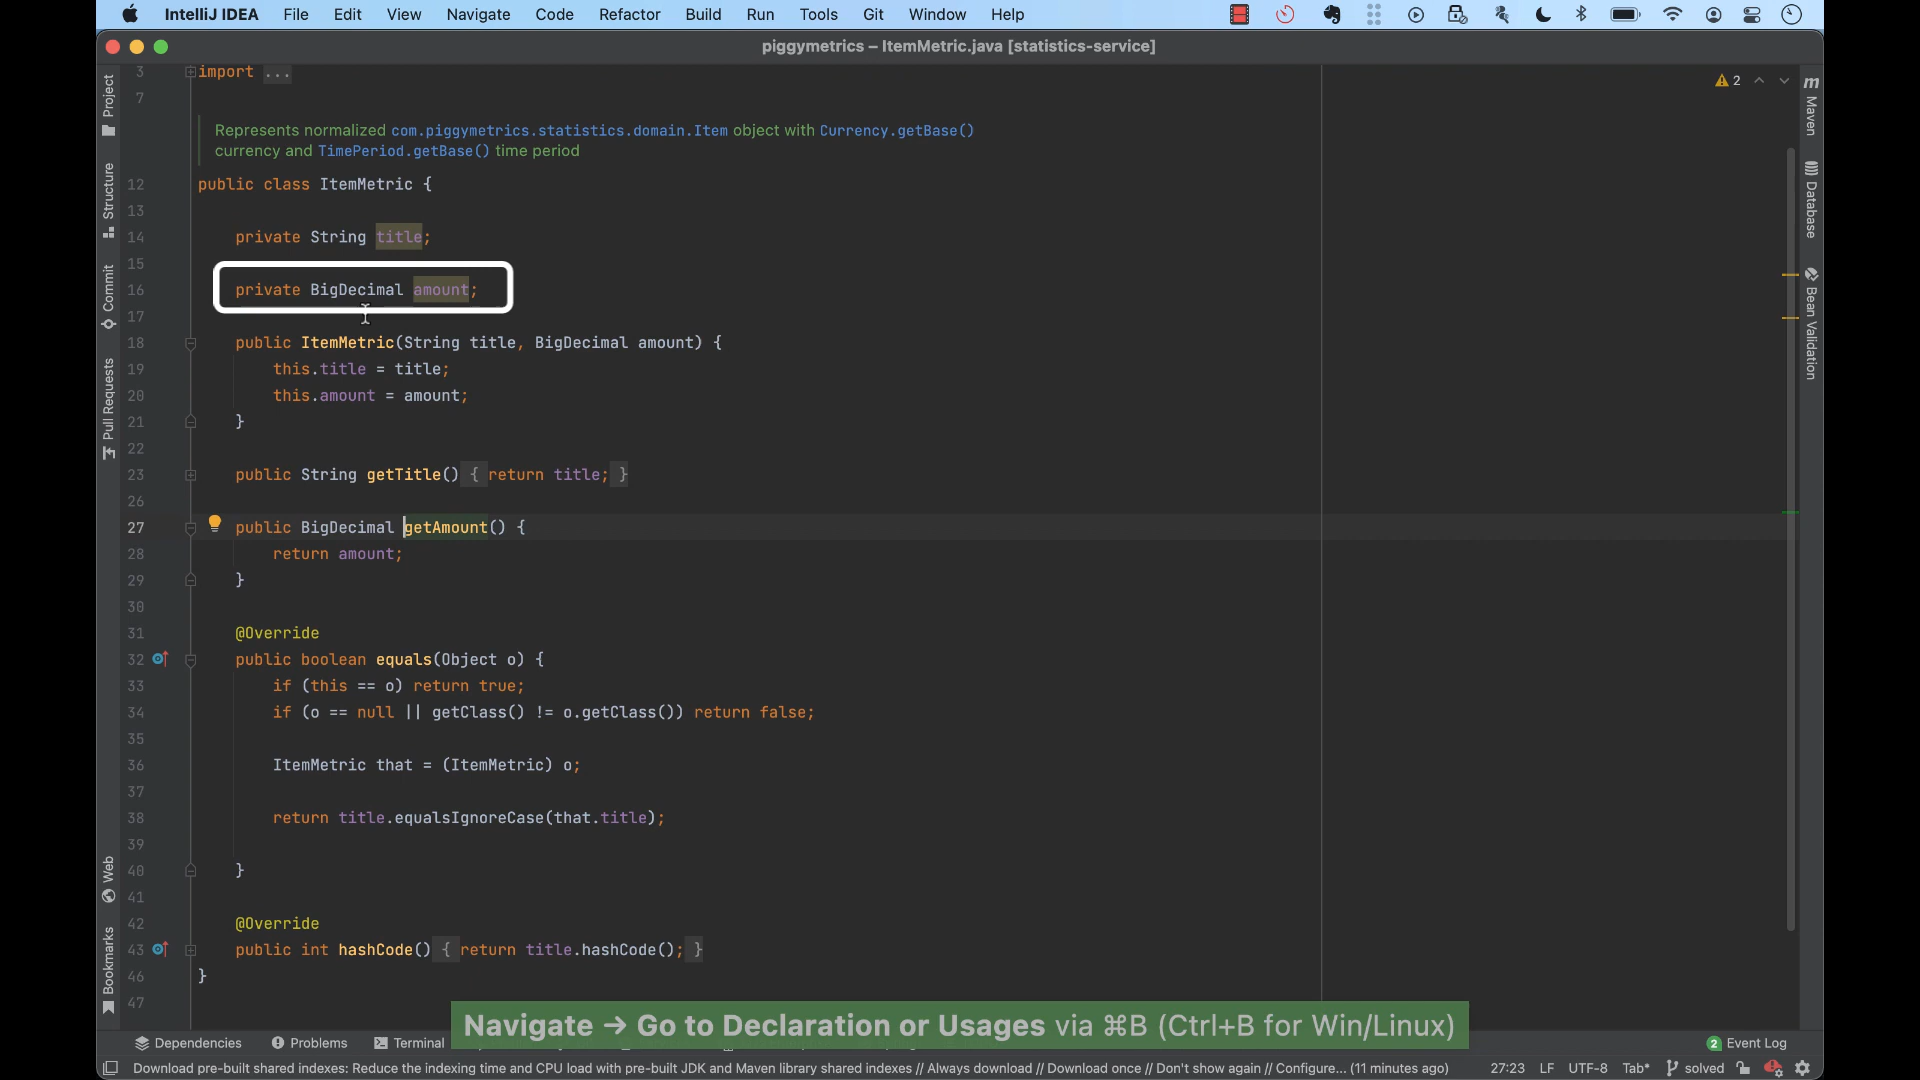 IntelliJ IDEA File Edit View Navigate Code Refactor Build Run Tools Git Window Help
piggymetrics – ItemMetric.java [statistics-service]
Project
Structure
Commit
Pull Requests
Web
Bookmarks
3 import ...
7
Represents normalized com.piggymetrics.statistics.domain.Item object with Currency.getBase()
currency and TimePeriod.getBase() time period
12 public class ItemMetric {
13
14 private String title;
15
16 private BigDecimal amount;
17
18 public ItemMetric(String title, BigDecimal amount) {
19 this.title = title;
20 this.amount = amount;
21 }
22
23 public String getTitle() { return title; }
26
27 public BigDecimal getAmount() {
28 return amount;
29 }
30
31 @Override
32 public boolean equals(Object o) {
33 if (this == o) return true;
34 if (o == null || getClass() != o.getClass()) return false;
35
36 ItemMetric that = (ItemMetric) o;
37
38 return title.equalsIgnoreCase(that.title);
39
40 }
41
42 @Override
43 public int hashCode() { return title.hashCode(); }
46 }
47
2
m Maven
Database
Bean Validation
Navigate → Go to Declaration or Usages via ⌘B (Ctrl+B for Win/Linux)
Dependencies Problems Terminal 2 Event Log
Download pre-built shared indexes: Reduce the indexing time and CPU load with pre-built JDK and Maven library shared indexes // Always download // Download once // Don't show again // Configure... (11 minutes ago) 27:23 LF UTF-8 Tab* solved